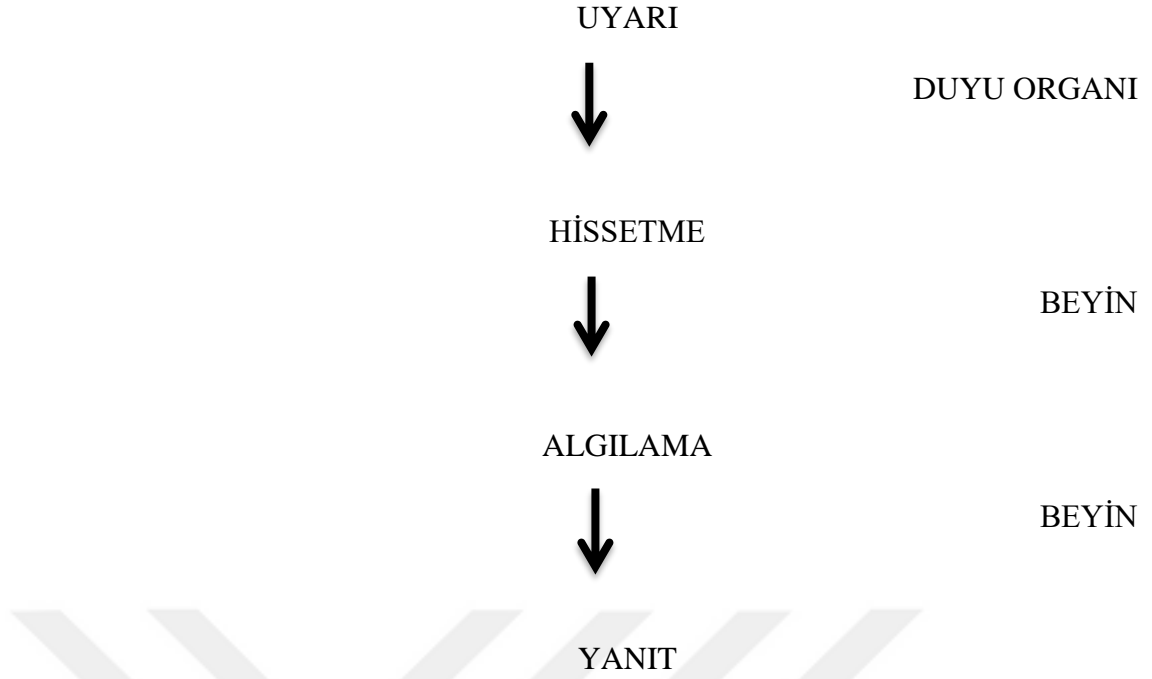 UYARI
DUYU ORGANI
HİSSETME
BEYİN
ALGILAMA
BEYİN
YANIT